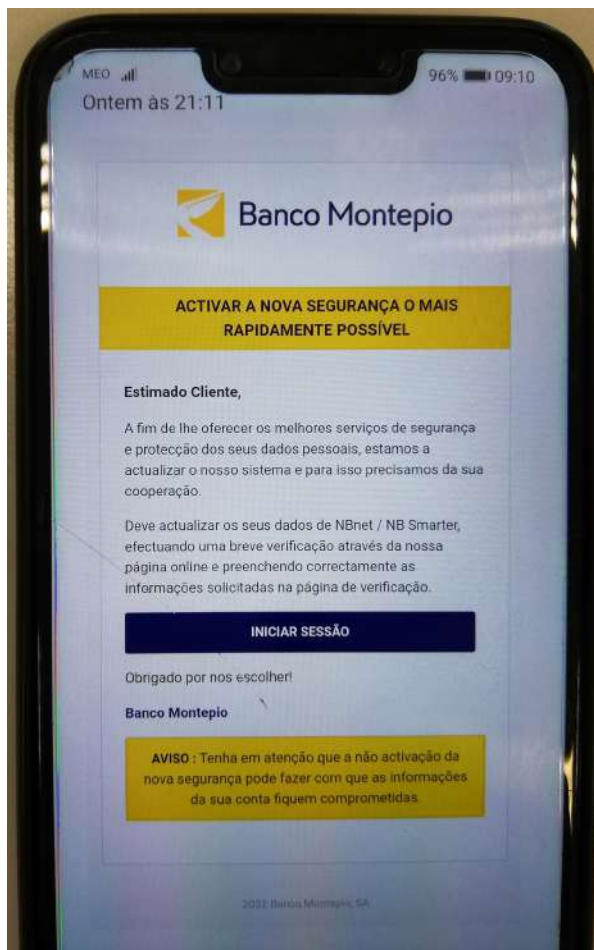 MEO 96% 09:10
Ontem às 21:11
Banco Montepio
ACTIVAR A NOVA SEGURANÇA O MAIS
RAPIDAMENTE POSSÍVEL
Estimado Cliente,
A fim de lhe oferecer os melhores serviços de segurança
e protecção dos seus dados pessoais, estamos a
actualizar o nosso sistema e para isso precisamos da sua
cooperação.
Deve actualizar os seus dados de NBnet / NB Smarter,
efectuando uma breve verificação através da nossa
página online e preenchendo correctamente as
informações solicitadas na página de verificação.
INICIAR SESSÃO
Obrigado por nos escolher!
Banco Montepio
AVISO : Tenha em atenção que a não activação da
nova segurança pode fazer com que as informações
da sua conta fiquem comprometidas.
2022 Banco Montepio, SA